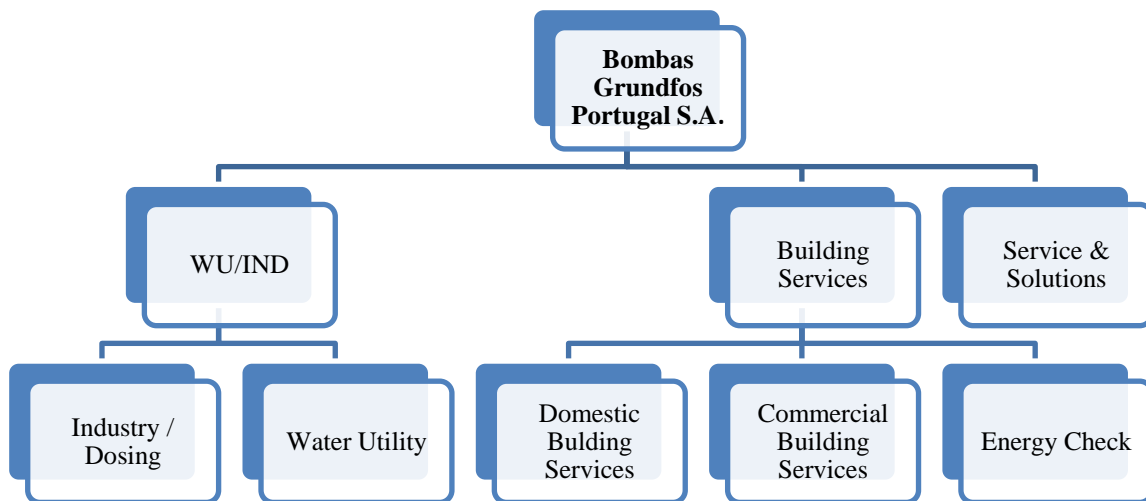 Bombas
Grundfos
Portugal S.A.
WU/IND
Building
Services
Service &
Solutions
Industry /
Dosing
Water Utility
Domestic
Bulding
Services
Commercial
Building
Services
Energy Check